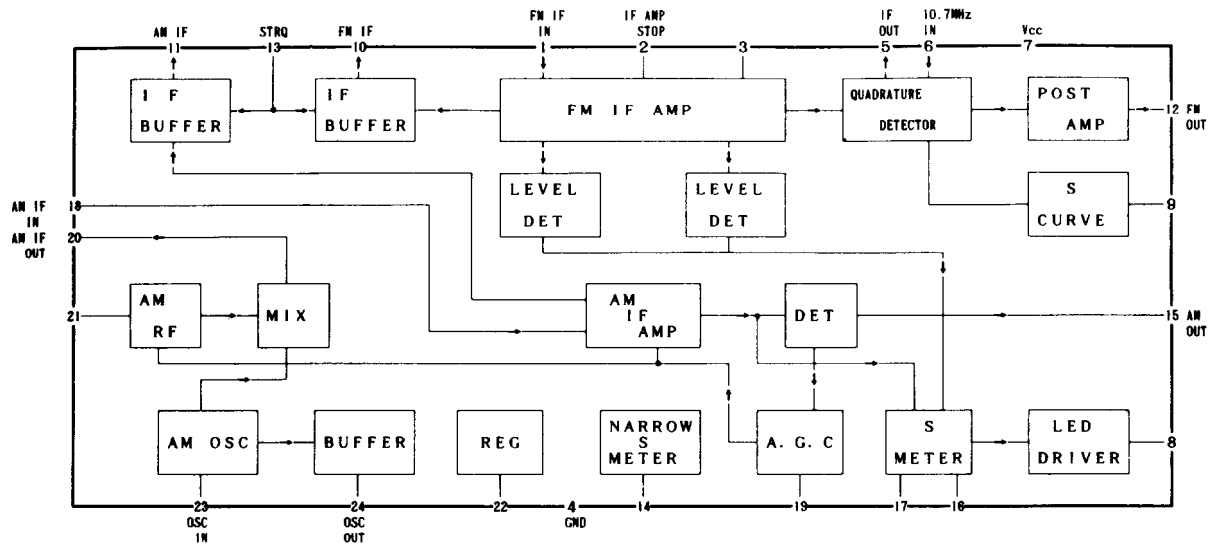 AM IF
11
STRQ
13
FM IF
10
FM IF
IN
1
IF AMP
STOP
2
3
IF
OUT
5
10.7MHz
IN
6
Vcc
7
IF
BUFFER
IF
BUFFER
FM IF AMP
QUADRATURE
DETECTOR
POST
AMP
12 FM
OUT
LEVEL
DET
LEVEL
DET
S
CURVE
9
AM IF 18
IN
AM IF 20
OUT
21
AM
RF
MIX
AM
IF
AMP
DET
15 AM
OUT
AM OSC
BUFFER
REG
NARROW
S
METER
A.G.C
S
METER
LED
DRIVER
8
23
OSC
IN
24
OSC
OUT
22
4
GND
14
19
17
16